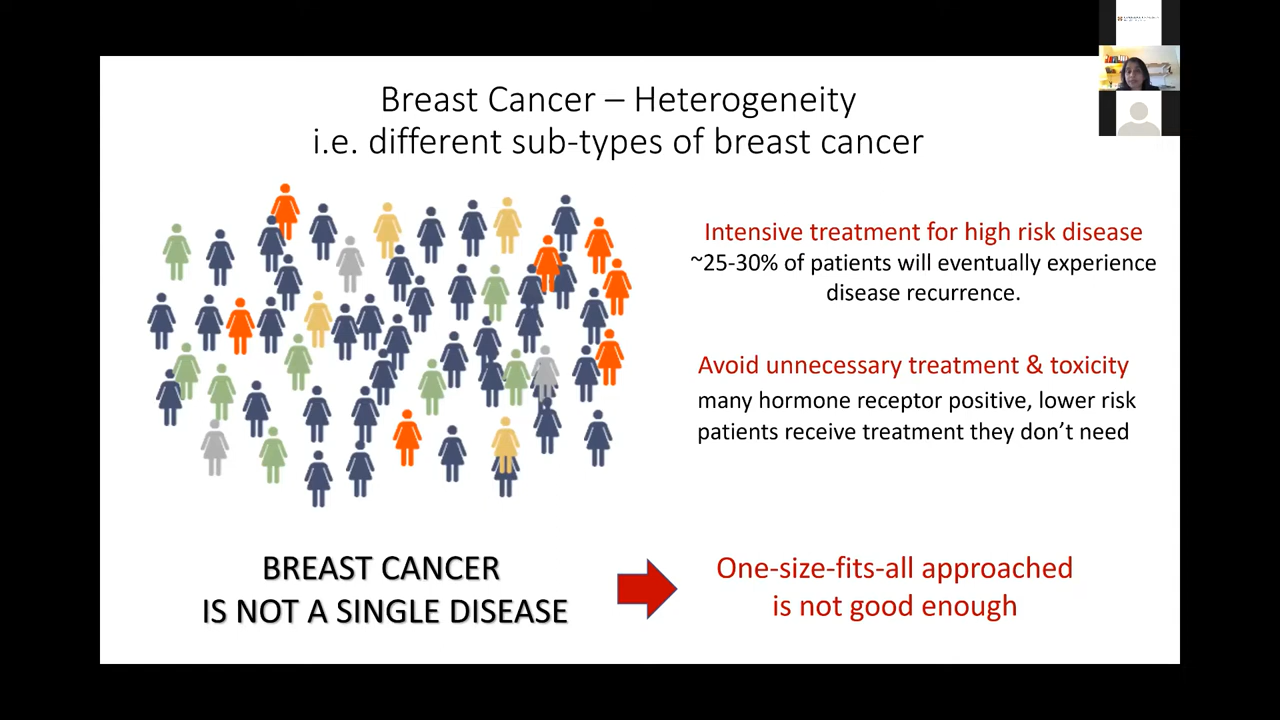 Breast Cancer – Heterogeneity
i.e. different sub-types of breast cancer
Intensive treatment for high risk disease
~25-30% of patients will eventually experience
disease recurrence.
Avoid unnecessary treatment & toxicity
many hormone receptor positive, lower risk
patients receive treatment they don’t need
BREAST CANCER
IS NOT A SINGLE DISEASE
One-size-fits-all approached
is not good enough